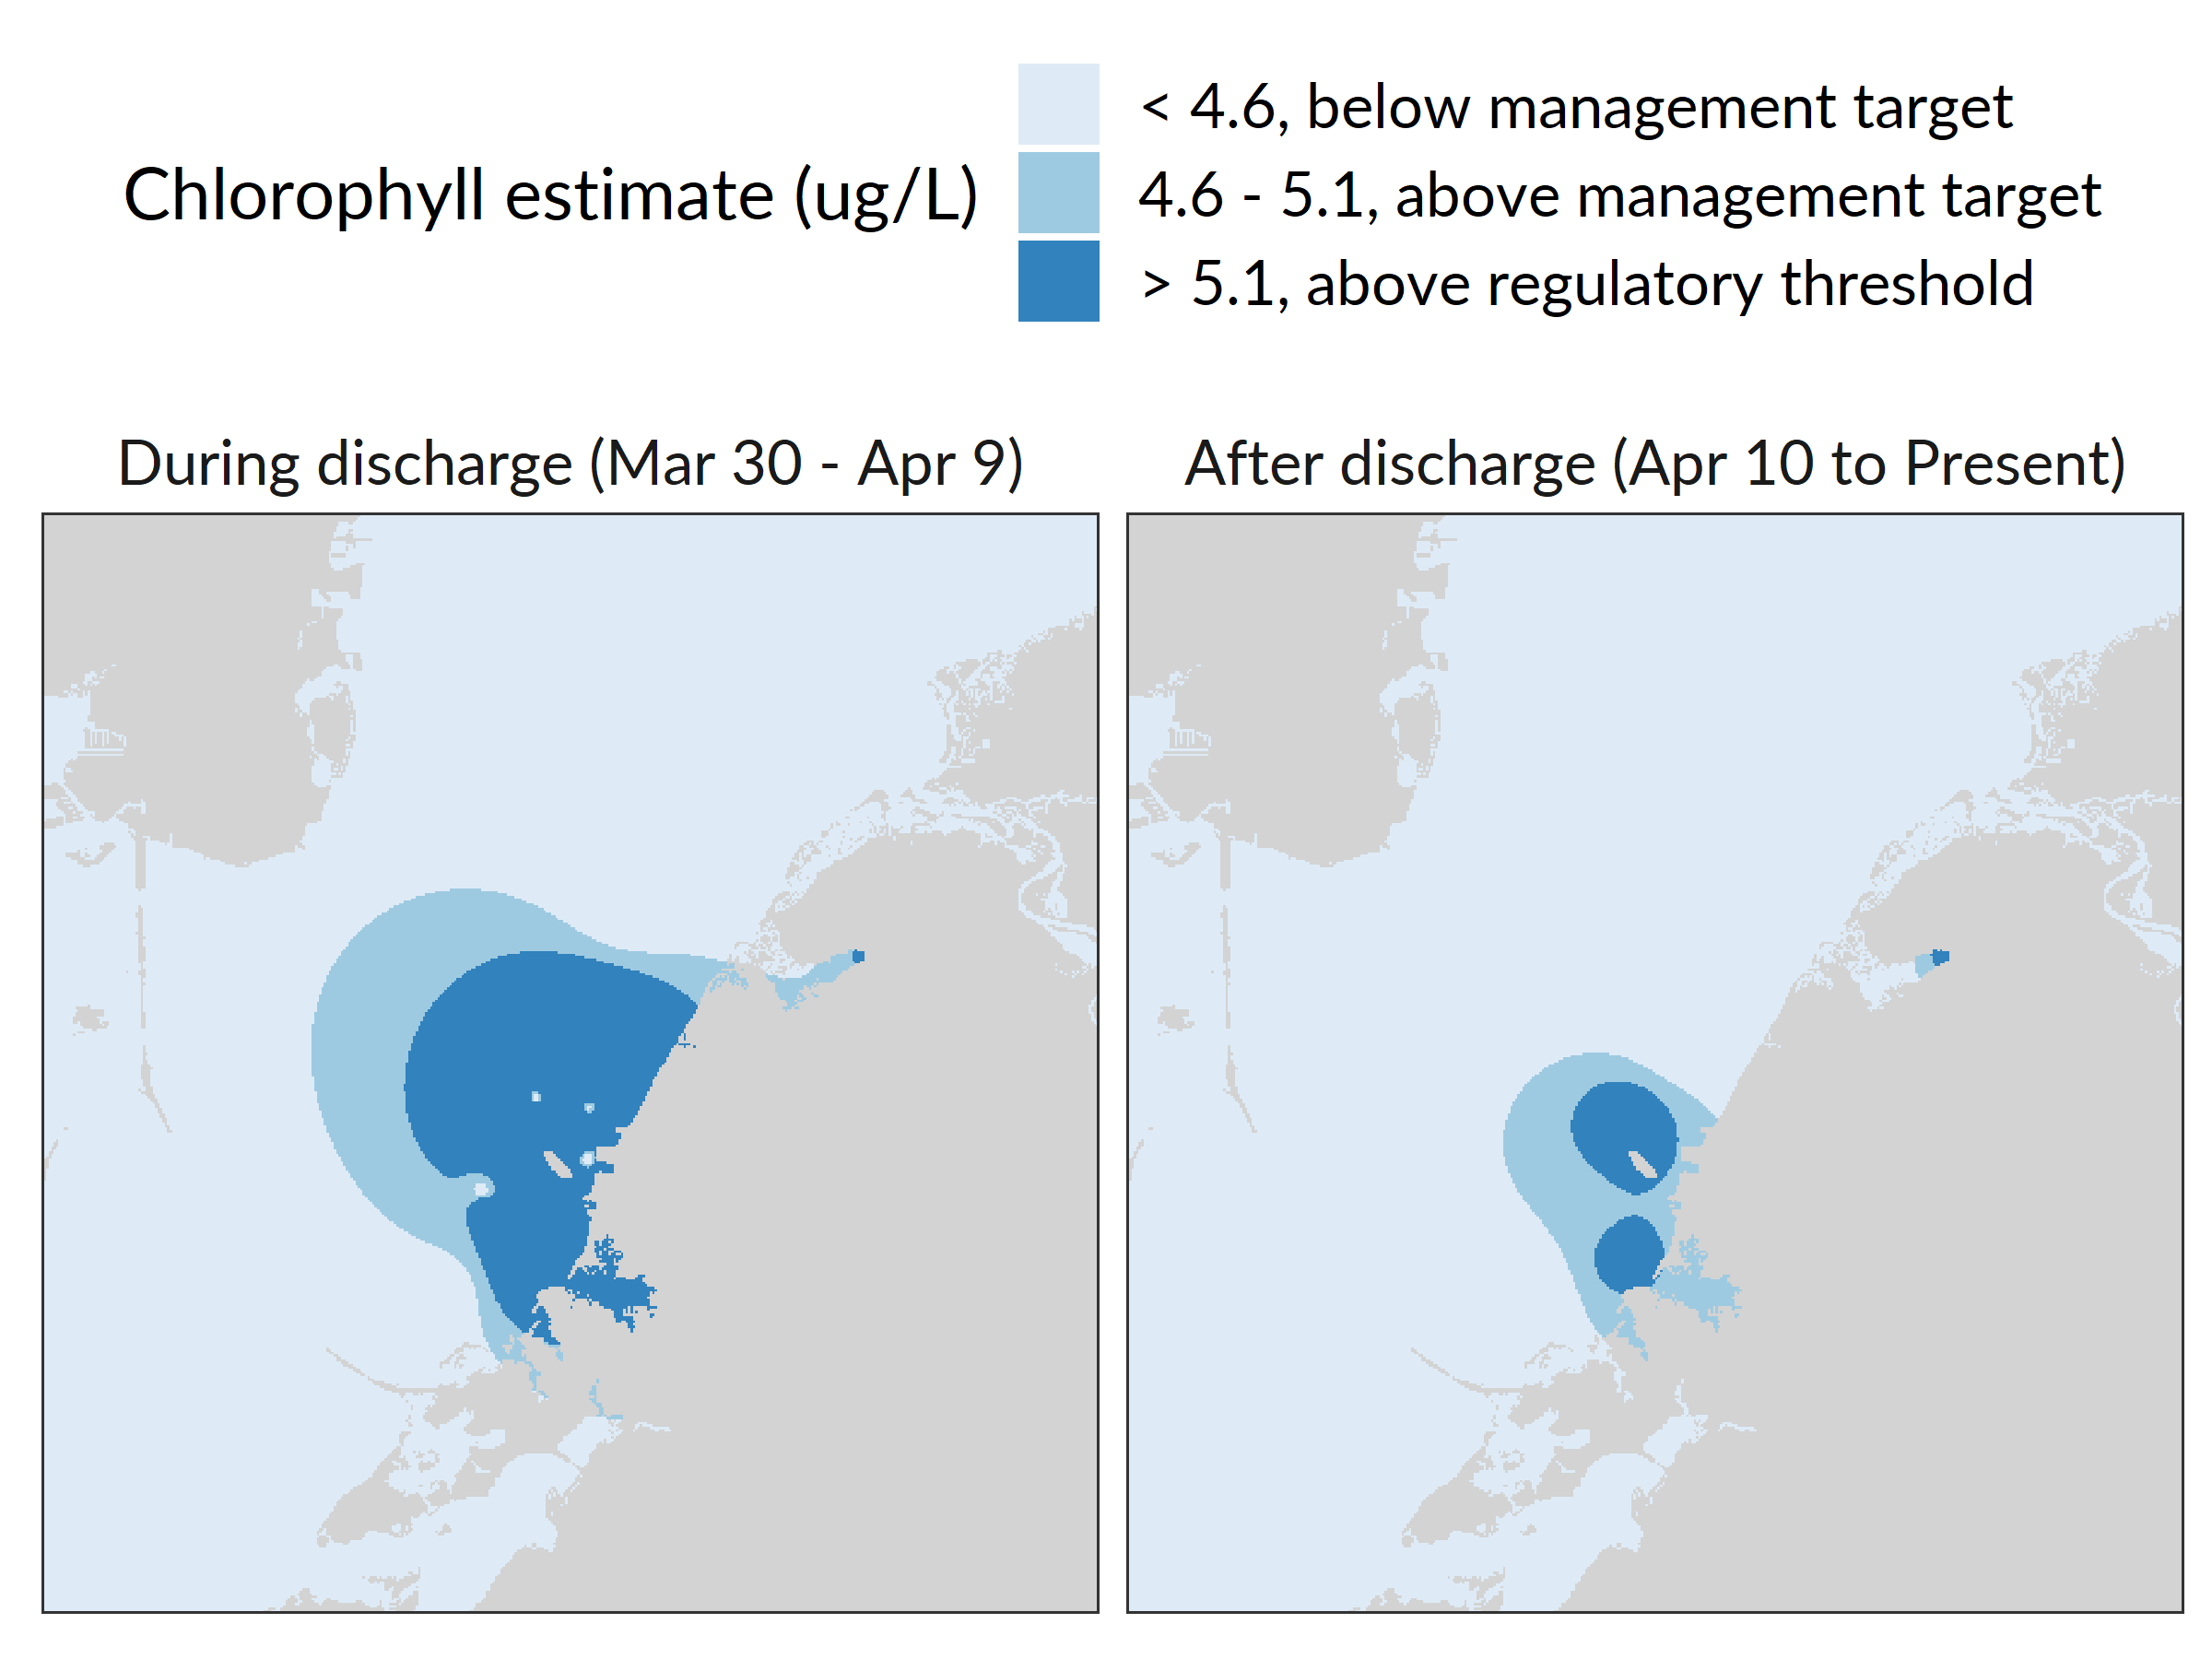 < 4.6, below management target
Chlorophyll estimate (ug/L)
4.6 - 5.1, above management target
> 5.1, above regulatory threshold
During discharge (Mar 30 - Apr 9)
After discharge (Apr 10 to Present)